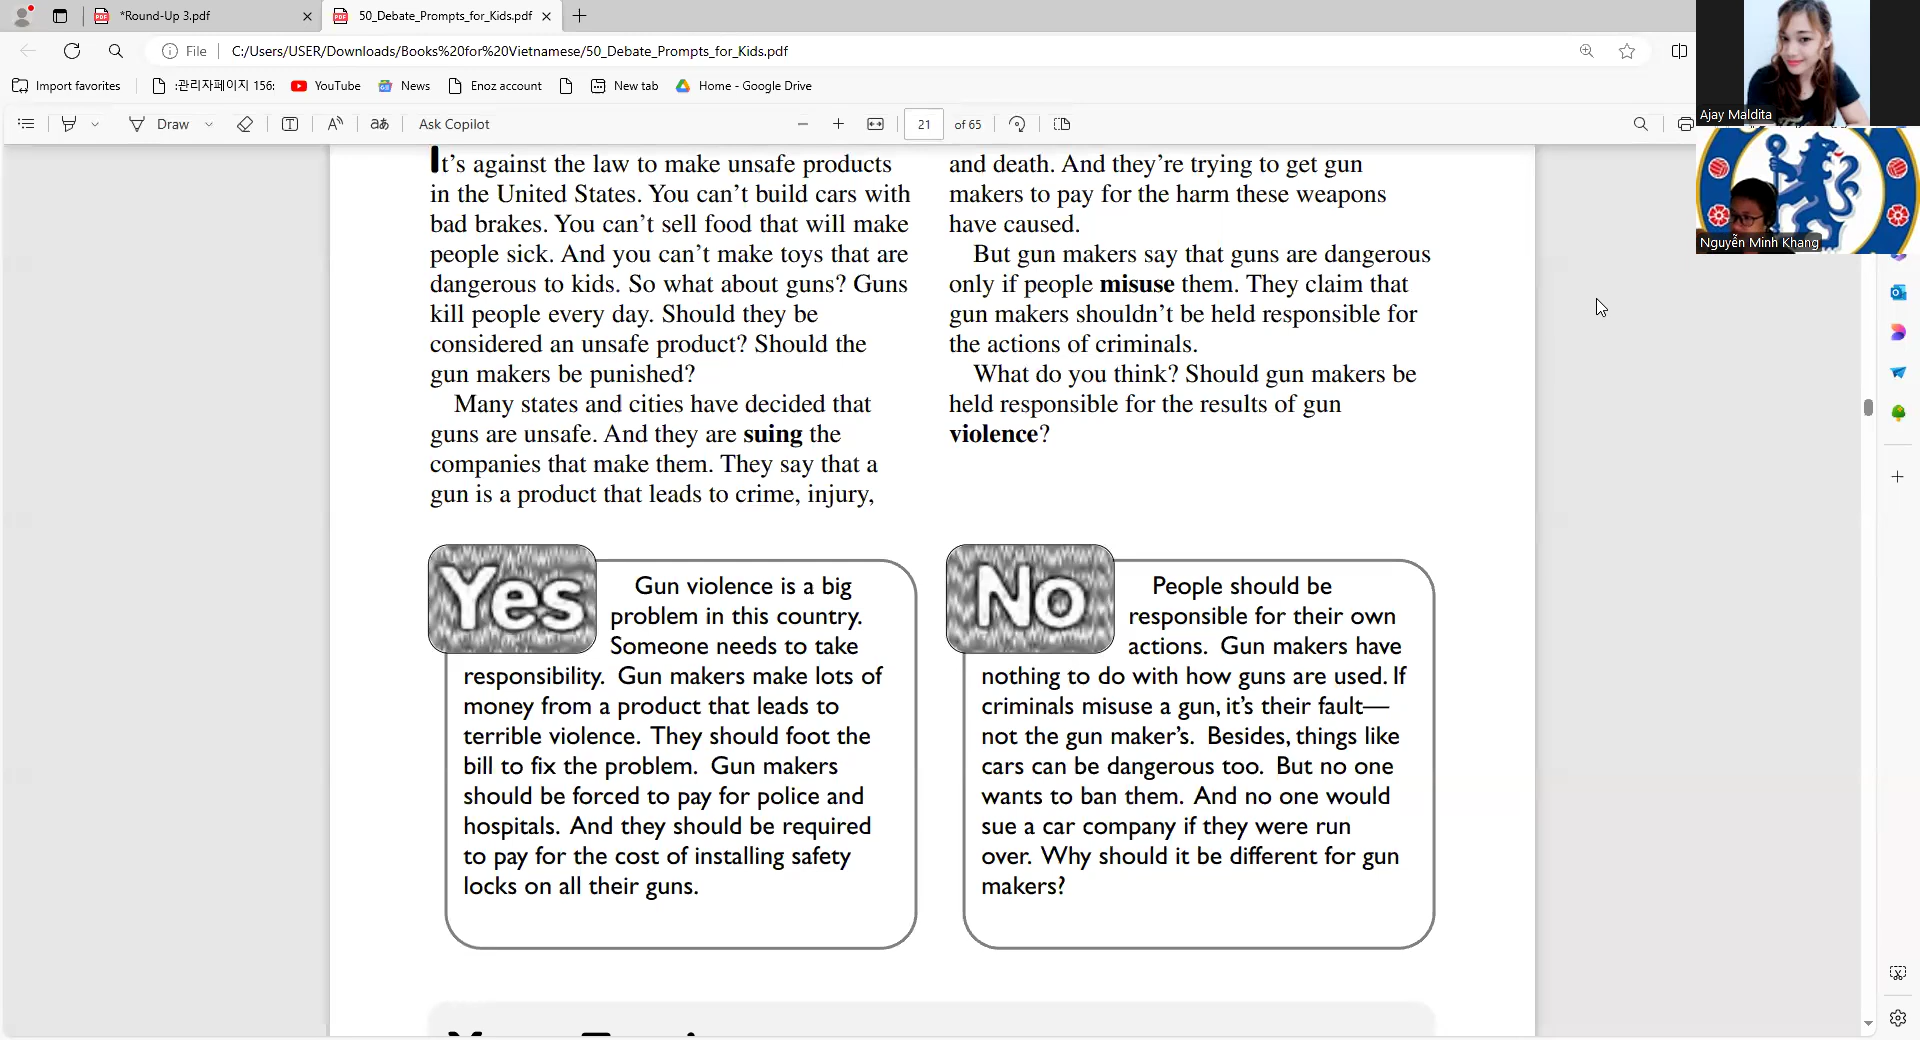 *Round-Up 3.pdf
50_Debate_Prompts_for_Kids.pdf
File
C:/Users/USER/Downloads/Books%20for%20Vietnamese/50_Debate_Prompts_for_Kids.pdf
Import favorites
:관리자페이지 156:
YouTube
News
Enoz account
New tab
Home - Google Drive
Draw
Ask Copilot
21
of 65
Ajay Maldita
Nguyễn Minh Khang
It's against the law to make unsafe products
in the United States. You can't build cars with
bad brakes. You can't sell food that will make
people sick. And you can't make toys that are
dangerous to kids. So what about guns? Guns
kill people every day. Should they be
considered an unsafe product? Should the
gun makers be punished?
Many states and cities have decided that
guns are unsafe. And they are suing the
companies that make them. They say that a
gun is a product that leads to crime, injury,
and death. And they're trying to get gun
makers to pay for the harm these weapons
have caused.
But gun makers say that guns are dangerous
only if people misuse them. They claim that
gun makers shouldn't be held responsible for
the actions of criminals.
What do you think? Should gun makers be
held responsible for the results of gun
violence?
Yes
Gun violence is a big
problem in this country.
Someone needs to take
responsibility. Gun makers make lots of
money from a product that leads to
terrible violence. They should foot the
bill to fix the problem. Gun makers
should be forced to pay for police and
hospitals. And they should be required
to pay for the cost of installing safety
locks on all their guns.
No
People should be
responsible for their own
actions. Gun makers have
nothing to do with how guns are used. If
criminals misuse a gun, it's their fault—
not the gun maker's. Besides, things like
cars can be dangerous too. But no one
wants to ban them. And no one would
sue a car company if they were run
over. Why should it be different for gun
makers?